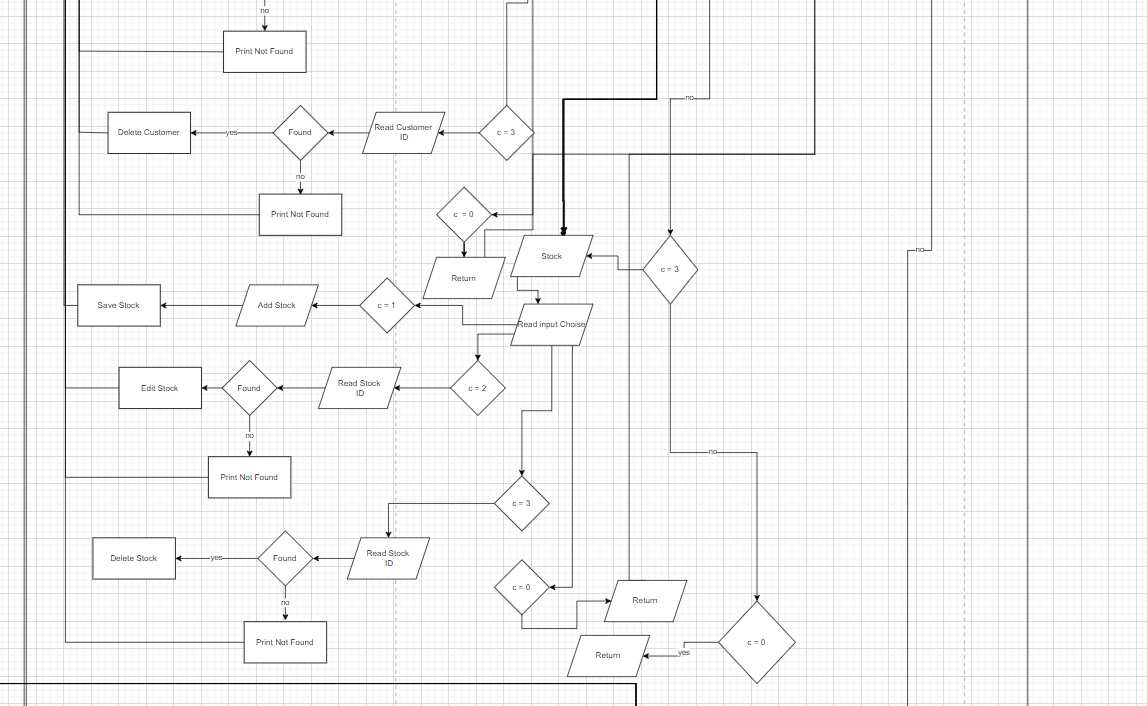 no
Print Not Found
no
Delete Customer
yes
Found
Read Customer
ID
c = 3
no
Print Not Found
c = 0
no
Stock
c = 3
Return
Save Stock
Add Stock
c = 1
Read input Choise
Edit Stock
Found
Read Stock
ID
c = 2
no
no
Print Not Found
c = 3
Delete Stock
yes
Found
Read Stock
ID
c = 0
no
Return
Print Not Found
Return
yes
c = 0